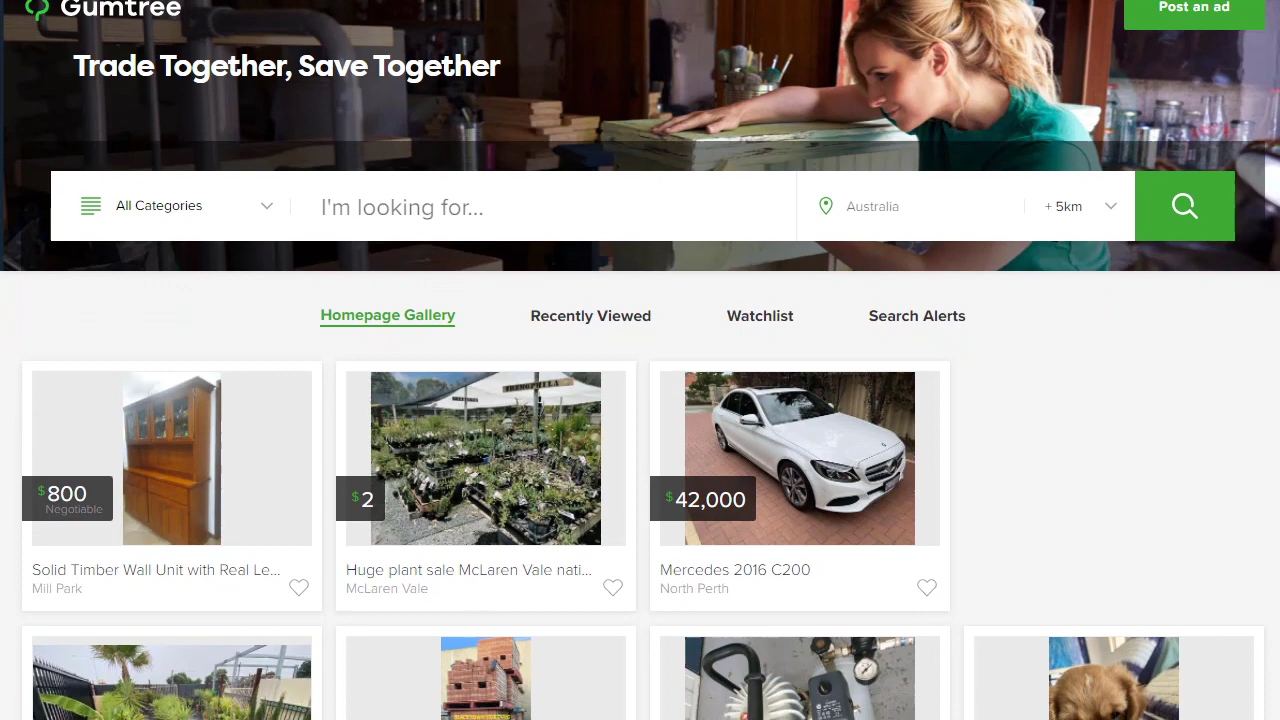 Gumtree
Post an ad
Trade Together, Save Together
All Categories
I'm looking for...
Australia
+ 5km
Homepage Gallery
Recently Viewed
Watchlist
Search Alerts
$800
Negotiable
$2
$42,000
Solid Timber Wall Unit with Real Le...
Mill Park
Huge plant sale McLaren Vale nati...
McLaren Vale
Mercedes 2016 C200
North Perth